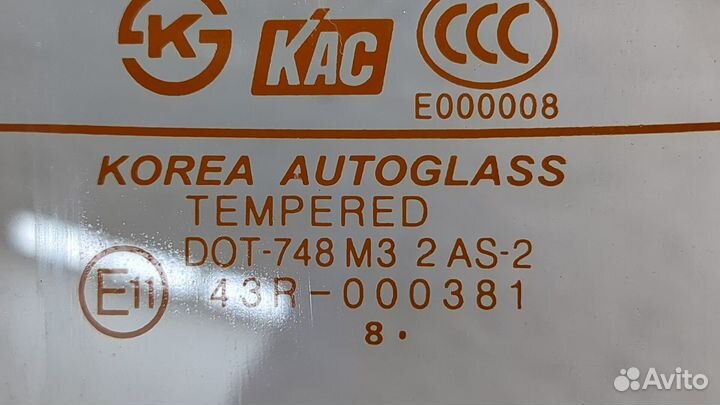 K
KAC
CCC
E000008
KOREA AUTOGLASS
TEMPERED
DOT-748 M3 2 AS-2
E11 43R-000381
8 .
Avito